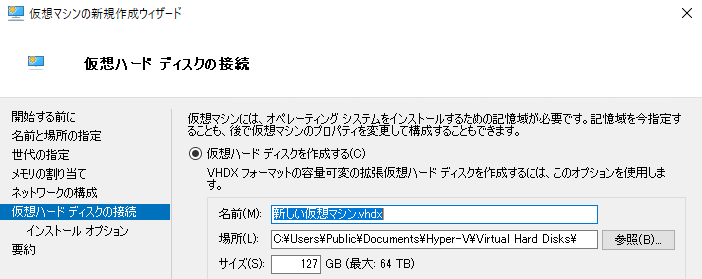 仮想マシンの新規作成ウィザード
仮想ハード ディスクの接続
開始する前に
名前と場所の指定
世代の指定
メモリの割り当て
ネットワークの構成
仮想ハード ディスクの接続
インストール オプション
要約
仮想マシンには、オペレーティング システムをインストールするための記憶域が必要です。記憶域を今指定す
ることも、後で仮想マシンのプロパティを変更して構成することもできます。
仮想ハード ディスクを作成する(C)
VHDX フォーマットの容量可変の拡張仮想ハード ディスクを作成するには、このオプションを使用しま
す。
名前(M): 新しい仮想マシン.vhdx
場所(L): C:¥Users¥Public¥Documents¥Hyper-V¥Virtual Hard Disks¥ 参照(B)...
サイズ(S): 127 GB (最大: 64 TB)